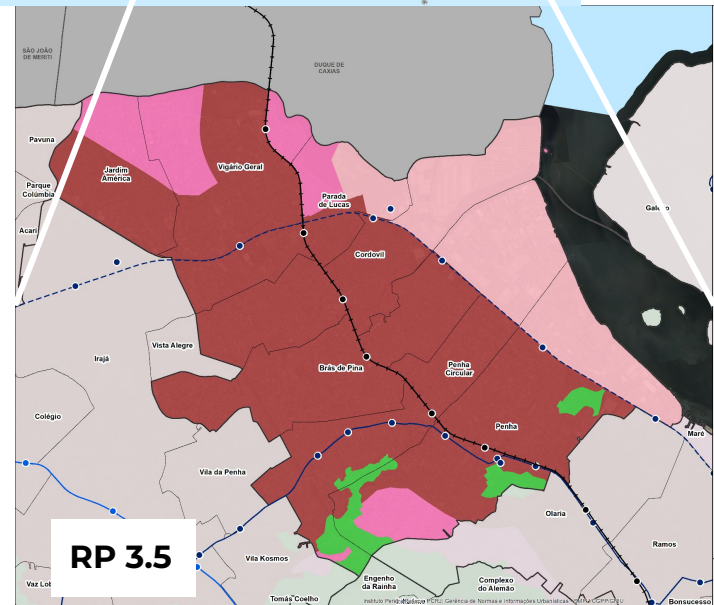 SÃO JOÃO
DE MERITI
DUQUE DE
CAXIAS
Pavuna
Jardim
América
Vigário Geral
Parque
Colúmbia
Parada
de Lucas
Galeão
Acari
Cordovil
Vista Alegre
Irajá
Brás de Pina
Penha
Circular
Colégio
Penha
Maré
Vila da Penha
Olaria
RP 3.5
Ramos
Vila Kosmos
Engenho
da Rainha
Complexo
do Alemão
Vaz Lob
Tomás Coelho
Bonsucesso